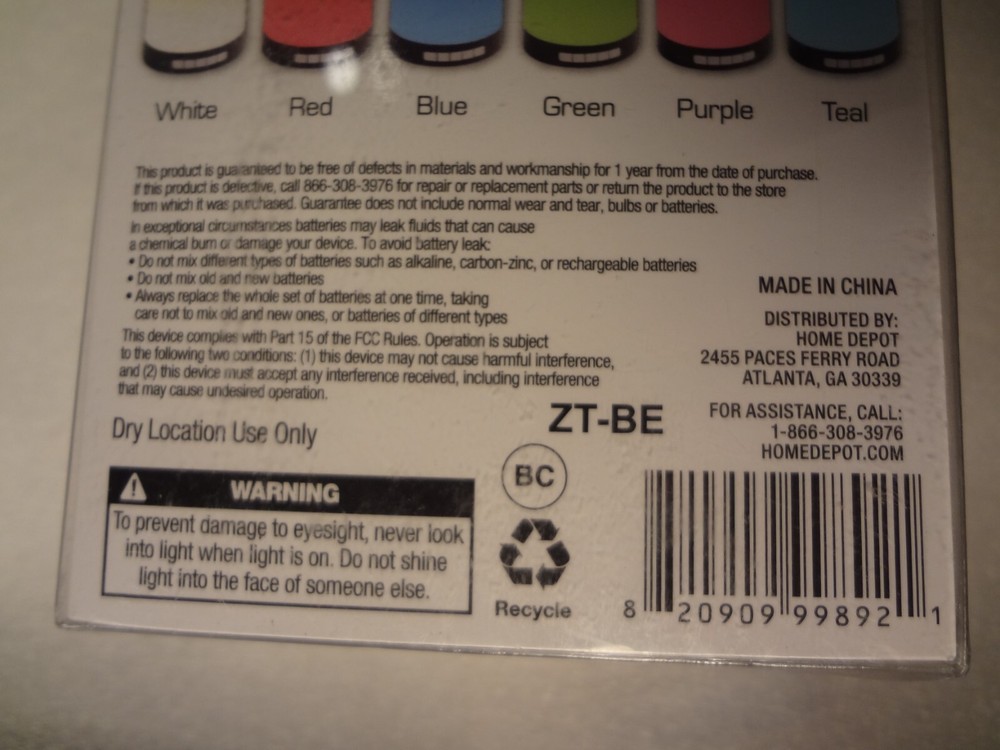 White Red Blue Green Purple Teal
This product is guaranteed to be free of defects in materials and workmanship for 1 year from the date of purchase.
If this product is defective, call 866-308-3976 for repair or replacement parts or return the product to the store
from which it was purchased. Guarantee does not include normal wear and tear, bulbs or batteries.
In exceptional circumstances batteries may leak fluids that can cause
a chemical burn or damage your device. To avoid battery leak:
• Do not mix different types of batteries such as alkaline, carbon-zinc, or rechargeable batteries
• Do not mix old and new batteries
• Always replace the whole set of batteries at one time, taking
care not to mix old and new ones, or batteries of different types
This device complies with Part 15 of the FCC Rules. Operation is subject
to the following two conditions: (1) this device may not cause harmful interference,
and (2) this device must accept any interference received, including interference
that may cause undesired operation.
MADE IN CHINA
DISTRIBUTED BY:
HOME DEPOT
2455 PACES FERRY ROAD
ATLANTA, GA 30339
ZT-BE
FOR ASSISTANCE, CALL:
1-866-308-3976
HOMEDEPOT.COM
Dry Location Use Only
WARNING
To prevent damage to eyesight, never look
into light when light is on. Do not shine
light into the face of someone else.
BC
Recycle
8 20909 99892 1